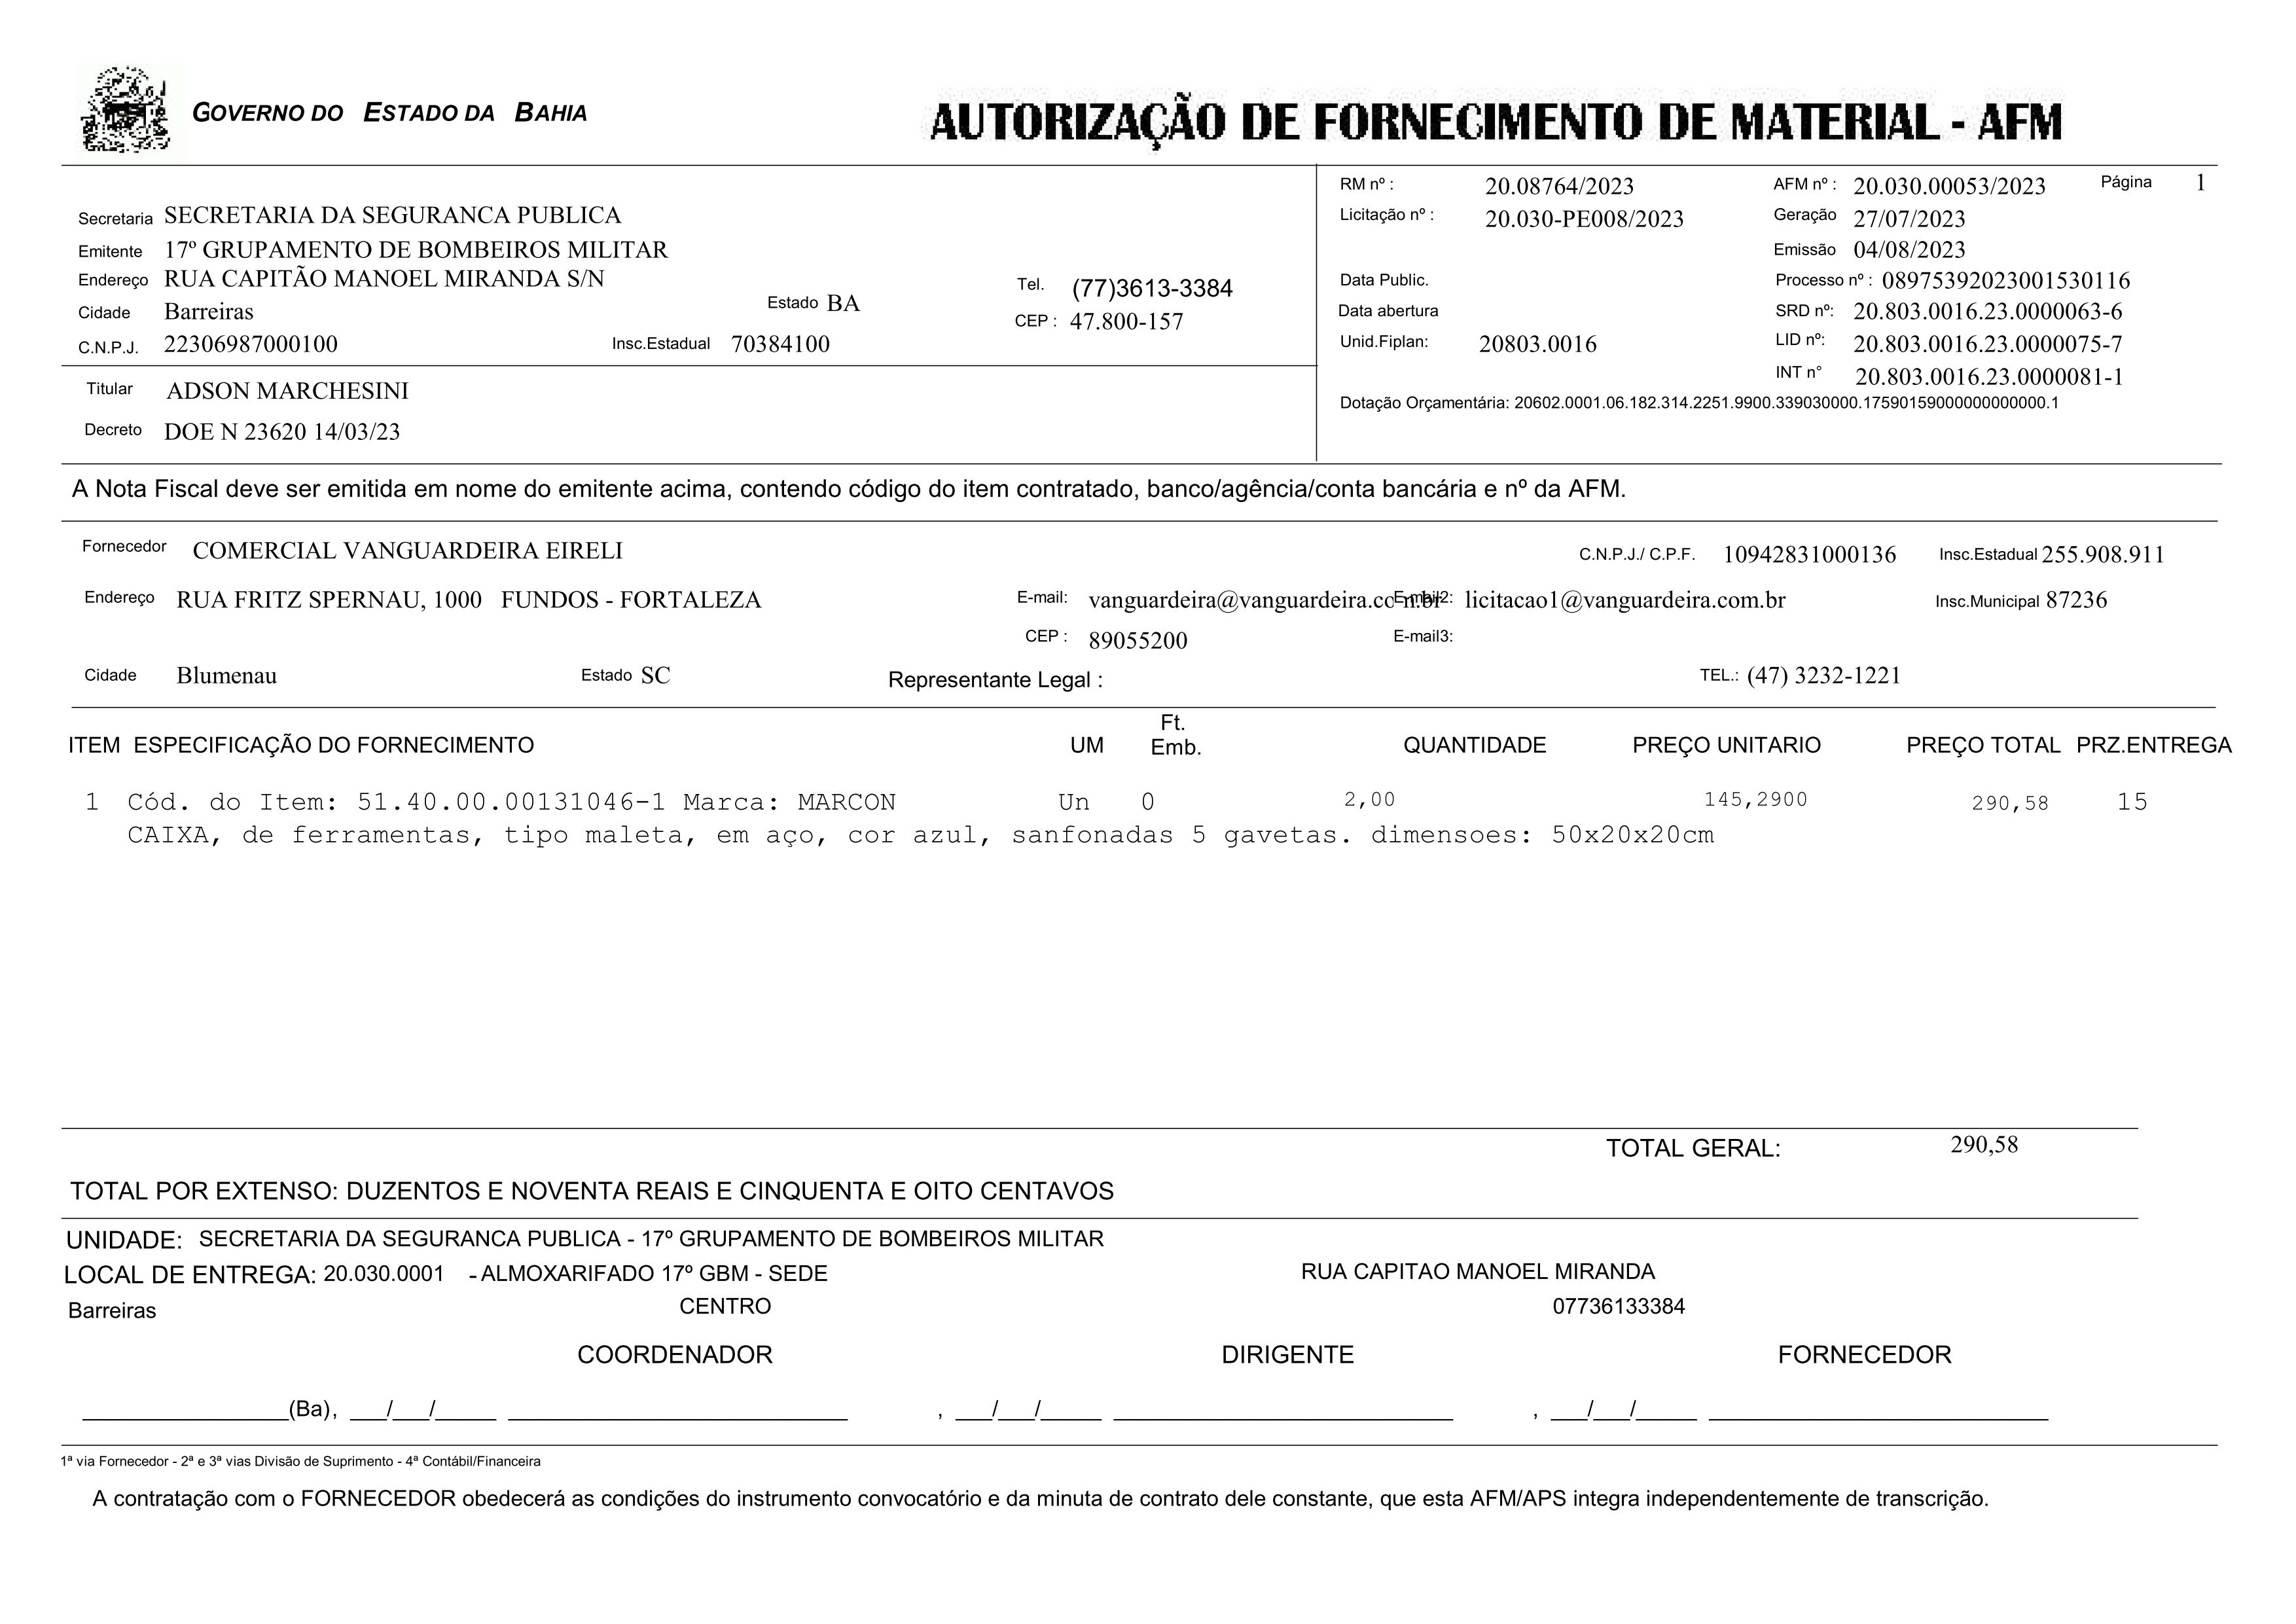 GOVERNO DO ESTADO DA BAHIA
AUTORIZAÇÃO DE FORNECIMENTO DE MATERIAL - AFM
Secretaria SECRETARIA DA SEGURANCA PUBLICA
Emitente 17º GRUPAMENTO DE BOMBEIROS MILITAR
Endereço RUA CAPITÃO MANOEL MIRANDA S/N
Tel. (77)3613-3384
Cidade Barreiras Estado BA CEP : 47.800-157
C.N.P.J. 22306987000100 Insc.Estadual 70384100
Titular ADSON MARCHESINI
Decreto DOE N 23620 14/03/23
RM nº : 20.08764/2023 AFM nº : 20.030.00053/2023 Página 1
Licitação nº : 20.030-PE008/2023 Geração 27/07/2023
Emissão 04/08/2023
Data Public. Processo nº : 08975392023001530116
Data abertura SRD nº: 20.803.0016.23.0000063-6
Unid.Fiplan: 20803.0016 LID nº: 20.803.0016.23.0000075-7
INT n° 20.803.0016.23.0000081-1
Dotação Orçamentária: 20602.0001.06.182.314.2251.9900.339030000.17590159000000000000.1
A Nota Fiscal deve ser emitida em nome do emitente acima, contendo código do item contratado, banco/agência/conta bancária e nº da AFM.
Fornecedor COMERCIAL VANGUARDEIRA EIRELI C.N.P.J./ C.P.F. 10942831000136 Insc.Estadual 255.908.911
Endereço RUA FRITZ SPERNAU, 1000 FUNDOS - FORTALEZA E-mail: vanguardeira@vanguardeira.com.br E-mail2: licitacao1@vanguardeira.com.br Insc.Municipal 87236
CEP : 89055200 E-mail3:
Cidade Blumenau Estado SC Representante Legal : TEL.: (47) 3232-1221
ITEM ESPECIFICAÇÃO DO FORNECIMENTO UM Ft. Emb. QUANTIDADE PREÇO UNITARIO PREÇO TOTAL PRZ.ENTREGA
1 Cód. do Item: 51.40.00.00131046-1 Marca: MARCON Un 0 2,00 145,2900 290,58 15
CAIXA, de ferramentas, tipo maleta, em aço, cor azul, sanfonadas 5 gavetas. dimensoes: 50x20x20cm
TOTAL GERAL: 290,58
TOTAL POR EXTENSO: DUZENTOS E NOVENTA REAIS E CINQUENTA E OITO CENTAVOS
UNIDADE: SECRETARIA DA SEGURANCA PUBLICA - 17º GRUPAMENTO DE BOMBEIROS MILITAR
LOCAL DE ENTREGA: 20.030.0001 - ALMOXARIFADO 17º GBM - SEDE RUA CAPITAO MANOEL MIRANDA
Barreiras CENTRO 07736133384
COORDENADOR DIRIGENTE FORNECEDOR
_________________(Ba), ___/___/_____ ____________________________ , ___/___/_____ ____________________________ , ___/___/_____ ____________________________
1ª via Fornecedor - 2ª e 3ª vias Divisão de Suprimento - 4ª Contábil/Financeira
A contratação com o FORNECEDOR obedecerá as condições do instrumento convocatório e da minuta de contrato dele constante, que esta AFM/APS integra independentemente de transcrição.